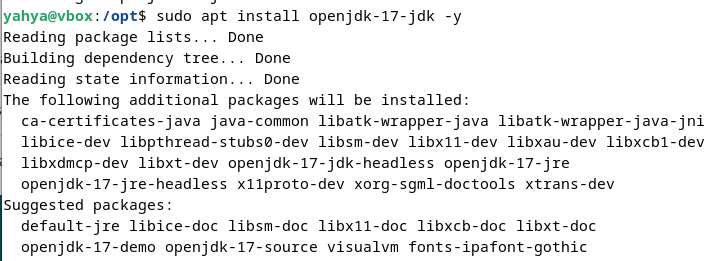 yahya@vbox:/opt$ sudo apt install openjdk-17-jdk -y
Reading package lists... Done
Building dependency tree... Done
Reading state information... Done
The following additional packages will be installed:
  ca-certificates-java java-common libatk-wrapper-java libatk-wrapper-java-jni
  libice-dev libpthread-stubs0-dev libsm-dev libx11-dev libxau-dev libxcb1-dev
  libxdmcp-dev libxt-dev openjdk-17-jdk-headless openjdk-17-jre
  openjdk-17-jre-headless x11proto-dev xorg-sgml-doctools xtrans-dev
Suggested packages:
  default-jre libice-doc libsm-doc libx11-doc libxcb-doc libxt-doc
  openjdk-17-demo openjdk-17-source visualvm fonts-ipafont-gothic